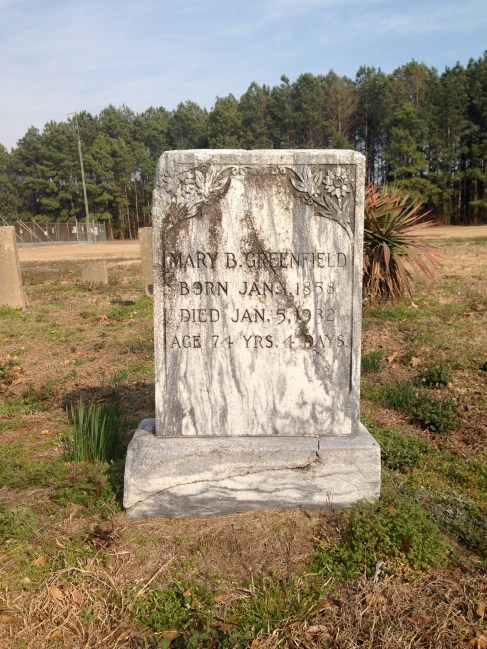 MARY B. GREENFIELD
BORN JAN. 1, 1858
DIED JAN. 5, 1932
AGE 74 YRS. 4 DAYS.